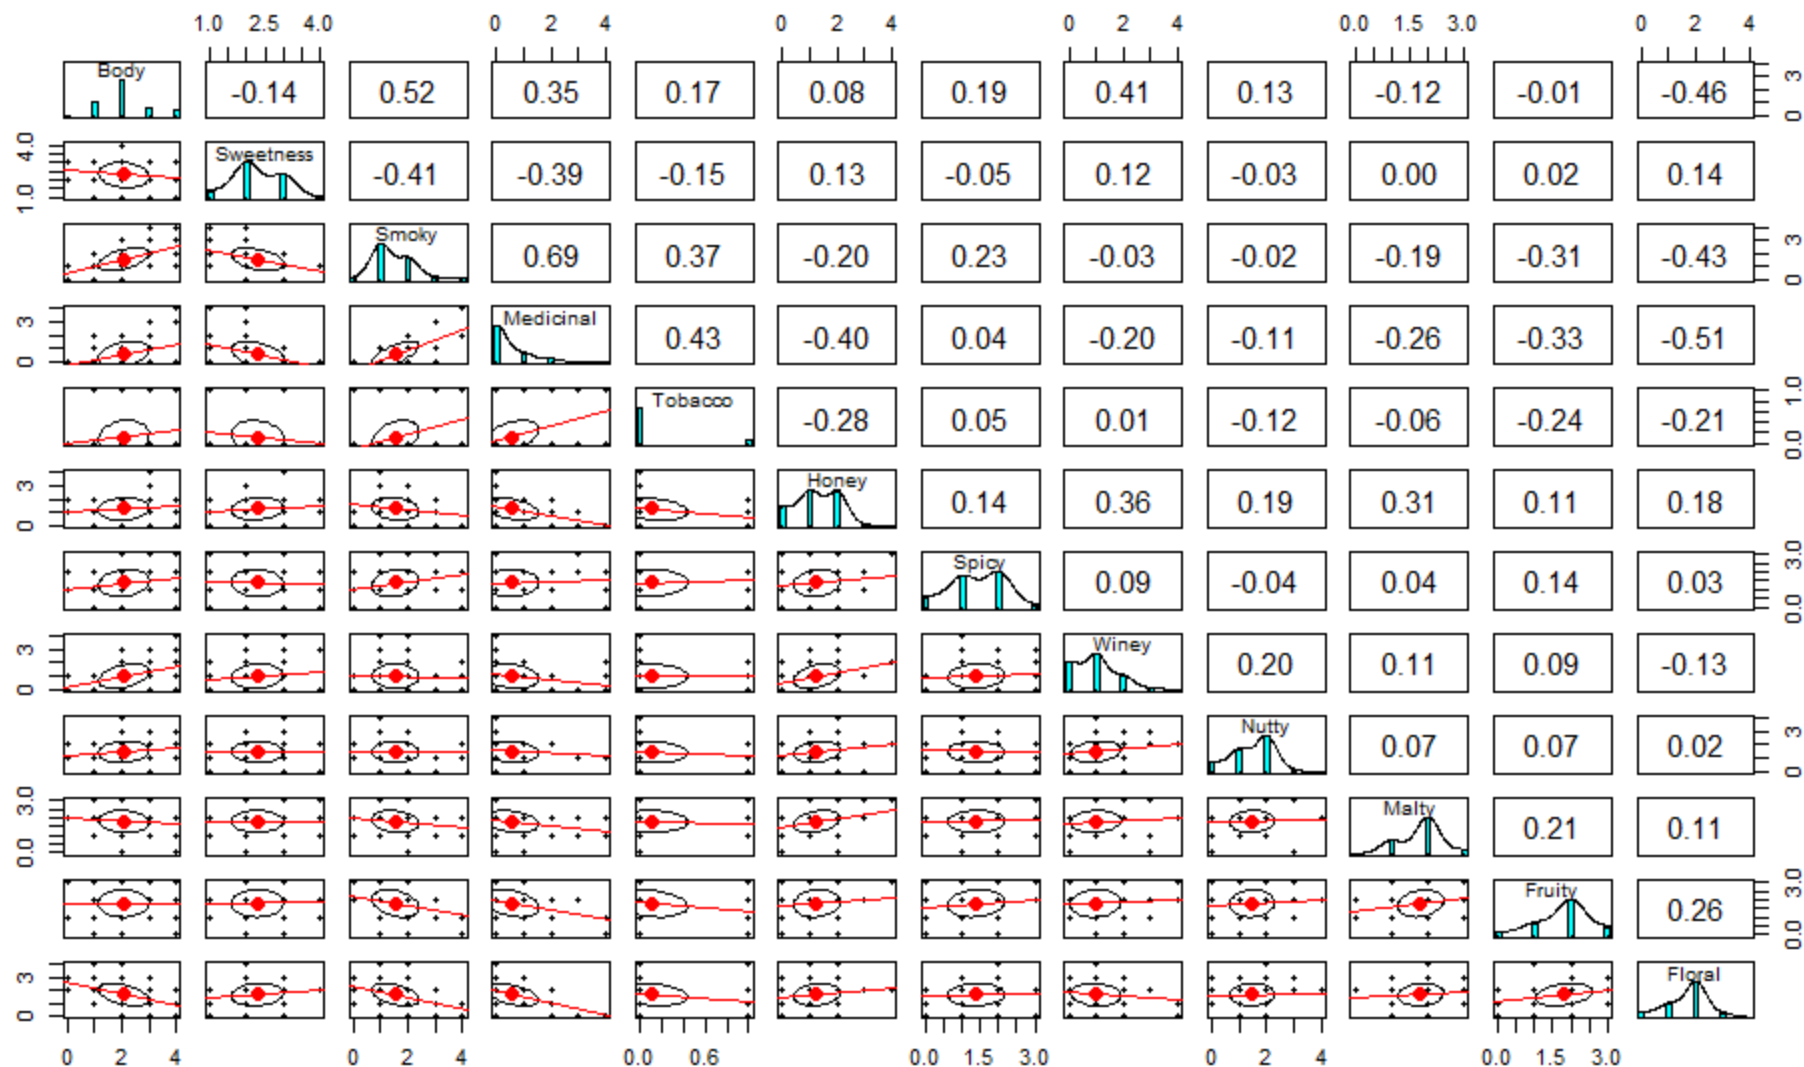 1.0 2.5 4.0 0 2 4 0 2 4 0 2 4 0.0 1.5 3.0 0 2 4
Body -0.14 0.52 0.35 0.17 0.08 0.19 0.41 0.13 -0.12 -0.01 -0.46 0 3
1.0 4.0 Sweetness -0.41 -0.39 -0.15 0.13 -0.05 0.12 -0.03 0.00 0.02 0.14
Smoky 0.69 0.37 -0.20 0.23 -0.03 -0.02 -0.19 -0.31 -0.43 0 3
0 3 Medicinal 0.43 -0.40 0.04 -0.20 -0.11 -0.26 -0.33 -0.51
Tobacco -0.28 0.05 0.01 -0.12 -0.06 -0.24 -0.21 0.0 1.0
0 3 Honey 0.14 0.36 0.19 0.31 0.11 0.18
Spicy 0.09 -0.04 0.04 0.14 0.03 0.0 3.0
0 3 Winey 0.20 0.11 0.09 -0.13
Nutty 0.07 0.07 0.02 0 3
0.0 3.0 Malty 0.21 0.11
Fruity 0.26 0.0 3.0
0 3 Floral
0 2 4 0 2 4 0.0 0.6 0.0 1.5 3.0 0 2 4 0.0 1.5 3.0